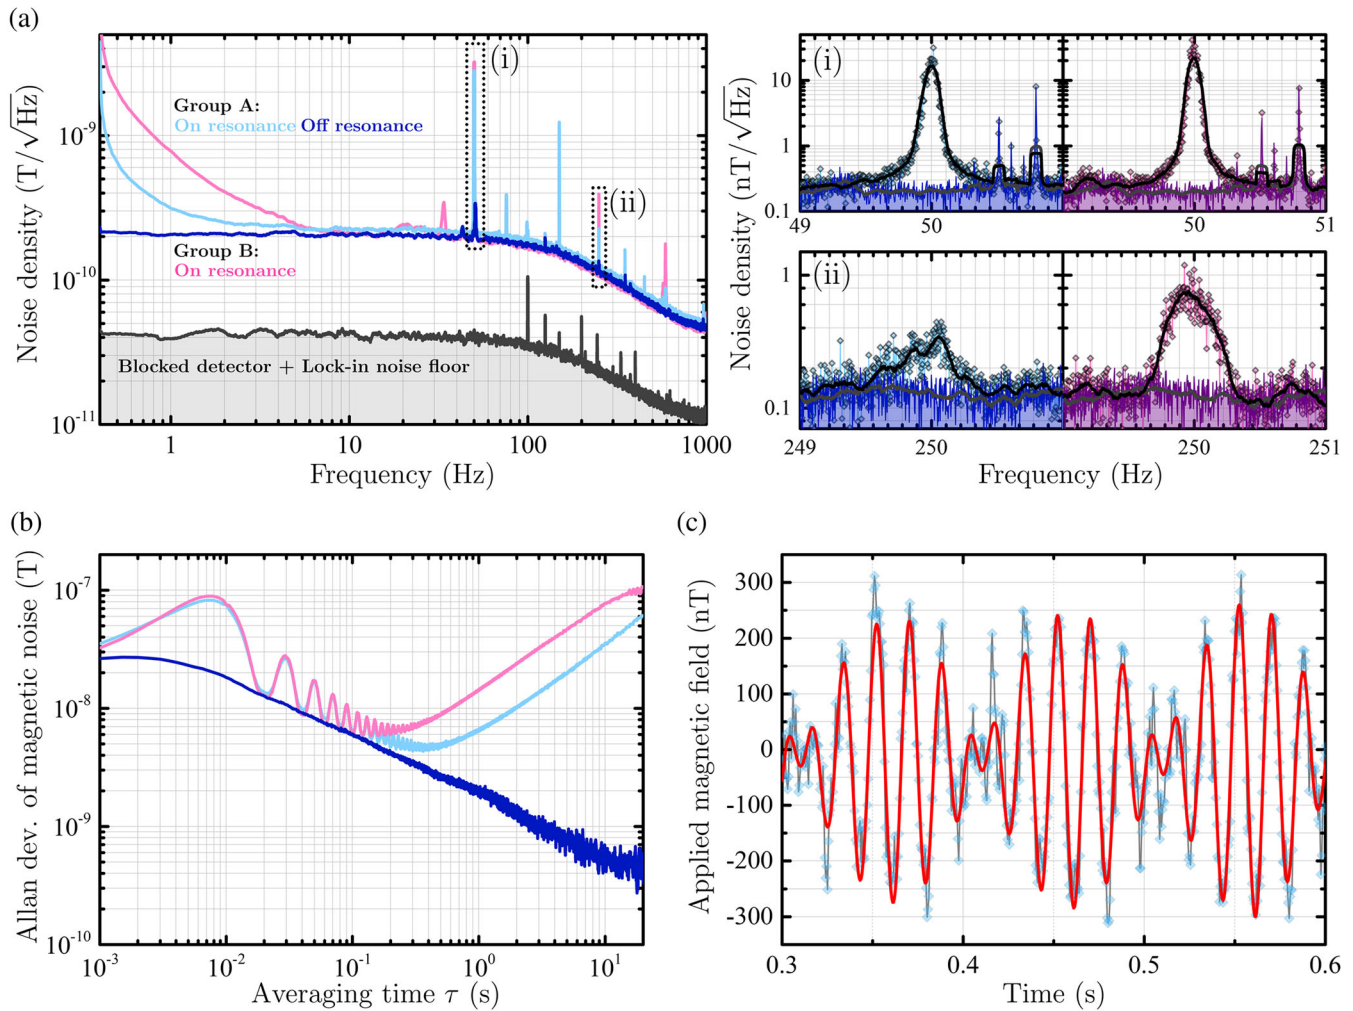 (a)
Noise density (T/√Hz)
10⁻⁹
10⁻¹⁰
10⁻¹¹
Group A:
On resonance Off resonance
Group B:
On resonance
Blocked detector + Lock-in noise floor
(i)
(ii)
1 10 100 1000
Frequency (Hz)
Noise density (nT/√Hz)
(i)
10
1
0.1
49 50 50 51
(ii)
1
0.1
249 250 250 251
Frequency (Hz)
(b)
Allan dev. of magnetic noise (T)
10⁻⁷
10⁻⁸
10⁻⁹
10⁻¹⁰
10⁻³ 10⁻² 10⁻¹ 10⁰ 10¹
Averaging time τ (s)
(c)
Applied magnetic field (nT)
300
200
100
0
-100
-200
-300
0.3 0.4 0.5 0.6
Time (s)